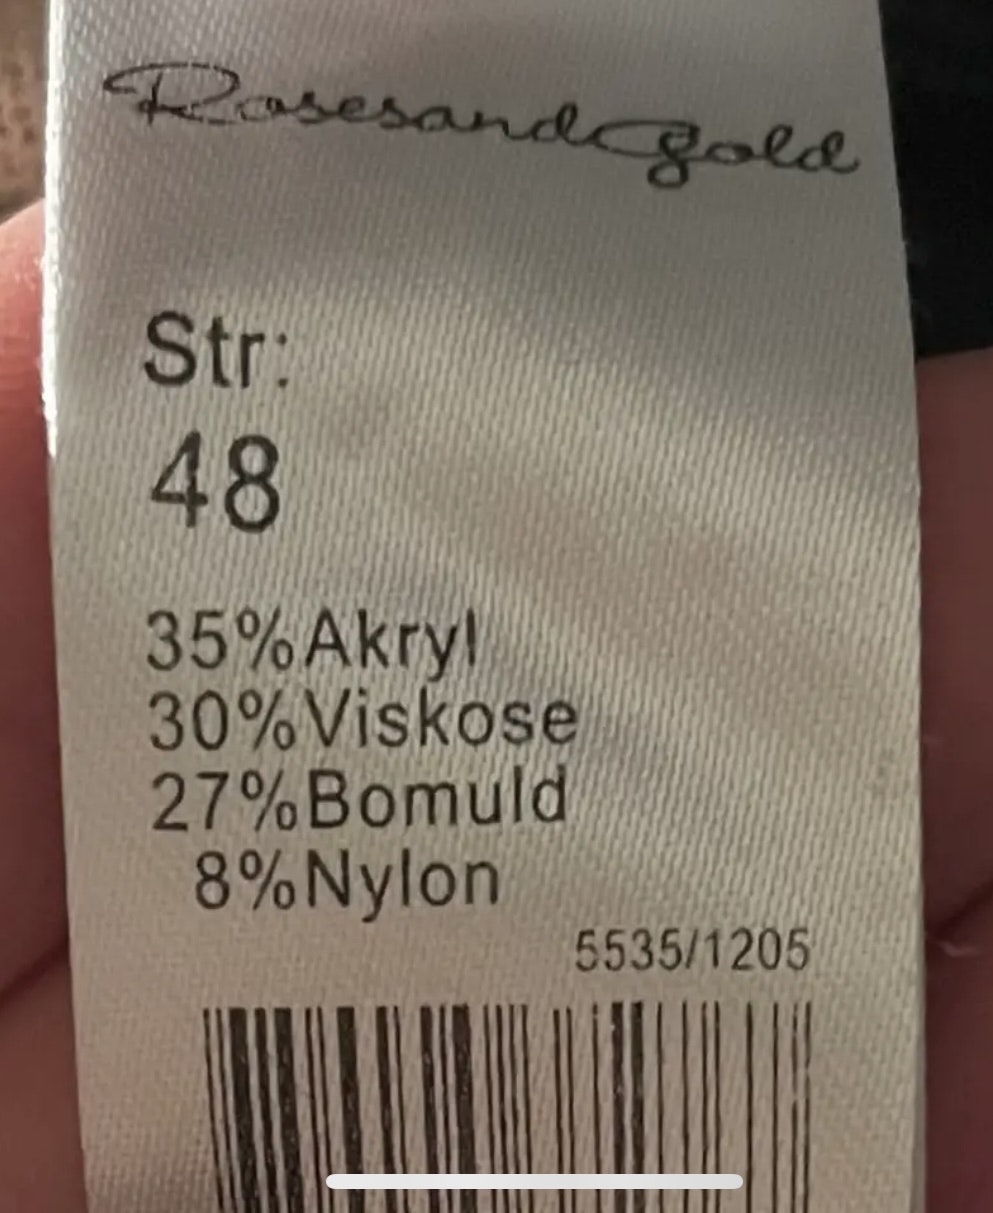 Rosesandgold
Str:
48
35%Akryl
30%Viskose
27%Bomuld
8%Nylon
5535/1205